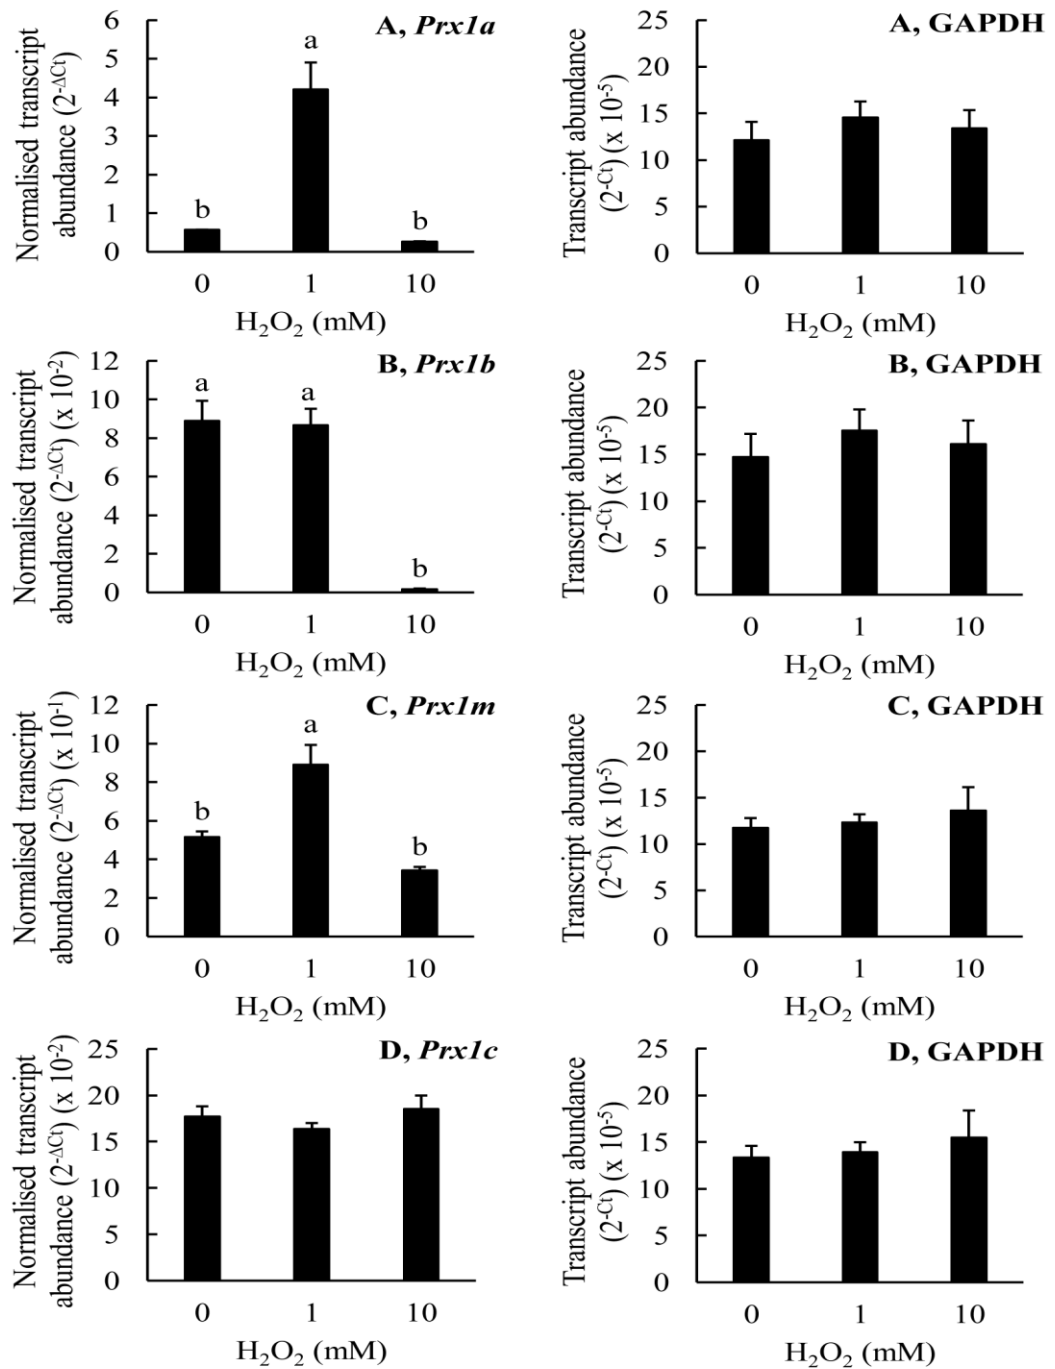 A, Prx1a
Normalised transcript
abundance (2-ΔCt)
6
5
4
3
2
1
0
b
a
b
0 1 10
H2O2 (mM)
A, GAPDH
Transcript abundance
(2-Ct) (x 10-5)
25
20
15
10
5
0
0 1 10
H2O2 (mM)
B, Prx1b
Normalised transcript
abundance (2-ΔCt) (x 10-2)
12
10
8
6
4
2
0
a
a
b
0 1 10
H2O2 (mM)
B, GAPDH
Transcript abundance
(2-Ct) (x 10-5)
25
20
15
10
5
0
0 1 10
H2O2 (mM)
C, Prx1m
Normalised transcript
abundance (2-ΔCt) (x 10-1)
12
10
8
6
4
2
0
b
a
b
0 1 10
H2O2 (mM)
C, GAPDH
Transcript abundance
(2-Ct) (x 10-5)
25
20
15
10
5
0
0 1 10
H2O2 (mM)
D, Prx1c
Normalised transcript
abundance (2-ΔCt) (x 10-2)
25
20
15
10
5
0
0 1 10
H2O2 (mM)
D, GAPDH
Transcript abundance
(2-Ct) (x 10-5)
25
20
15
10
5
0
0 1 10
H2O2 (mM)